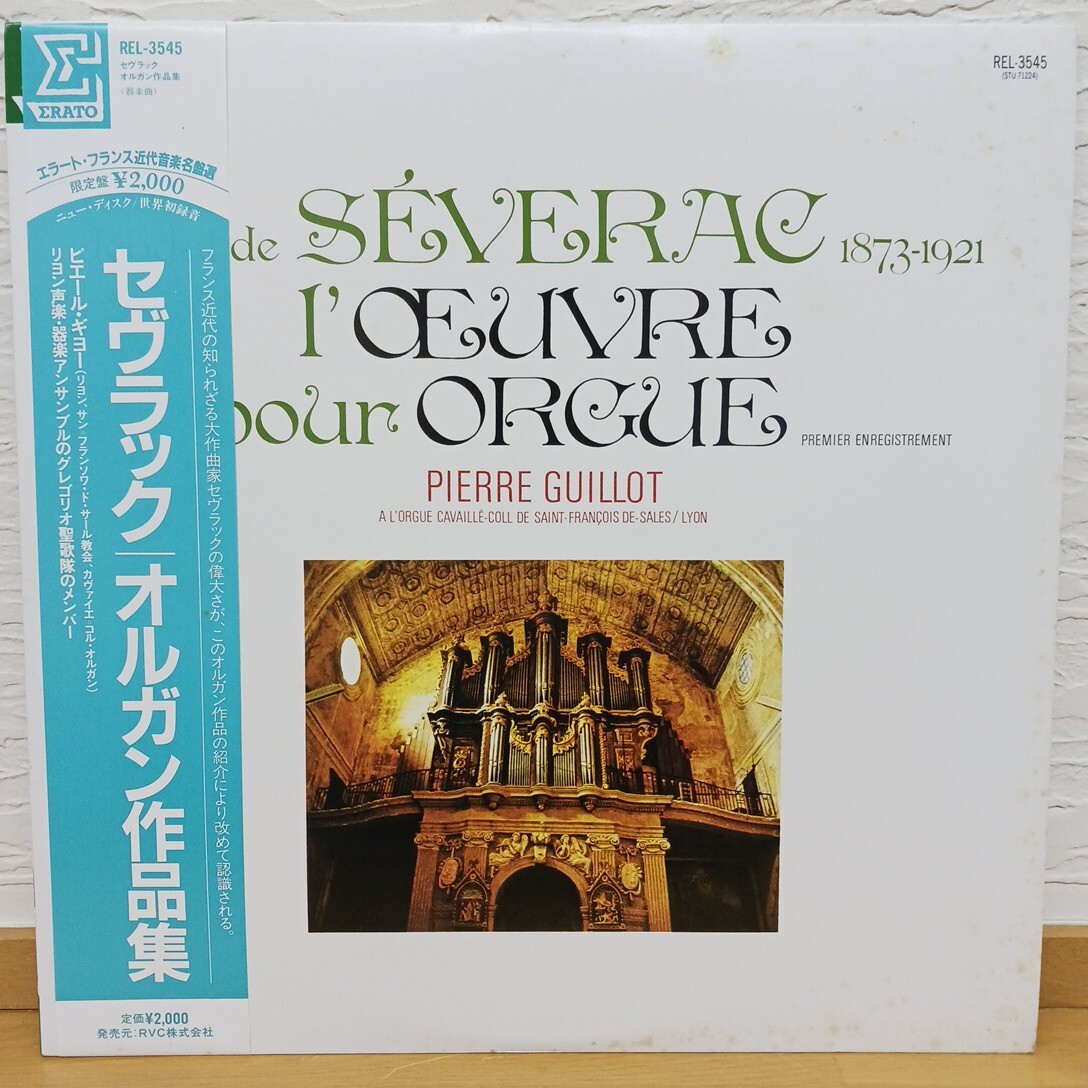 ΣRATO
REL-3545
セヴラック
オルガン作品集
〈器楽曲〉
エラート・フランス近代音楽名盤選
限定盤 ¥2,000
ニュー・ディスク/世界初録音
フランス近代の知られざる大作曲家セヴラックの偉大さが、このオルガン作品の紹介により改めて認識される。
セヴラック|オルガン作品集
ピエール・ギヨー(リヨン、サン フランソワ・ド・サール教会、カヴァイエ=コル・オルガン)
リヨン声楽・器楽アンサンブルのグレゴリオ聖歌隊のメンバー
定価¥2,000
発売元:RVC株式会社
REL-3545
(STU 71224)
de SÉVERAC 1873-1921
l'ŒUVRE
pour ORGUE PREMIER ENREGISTREMENT
PIERRE GUILLOT
A L'ORGUE CAVAILLÉ-COLL DE SAINT-FRANÇOIS DE-SALES / LYON